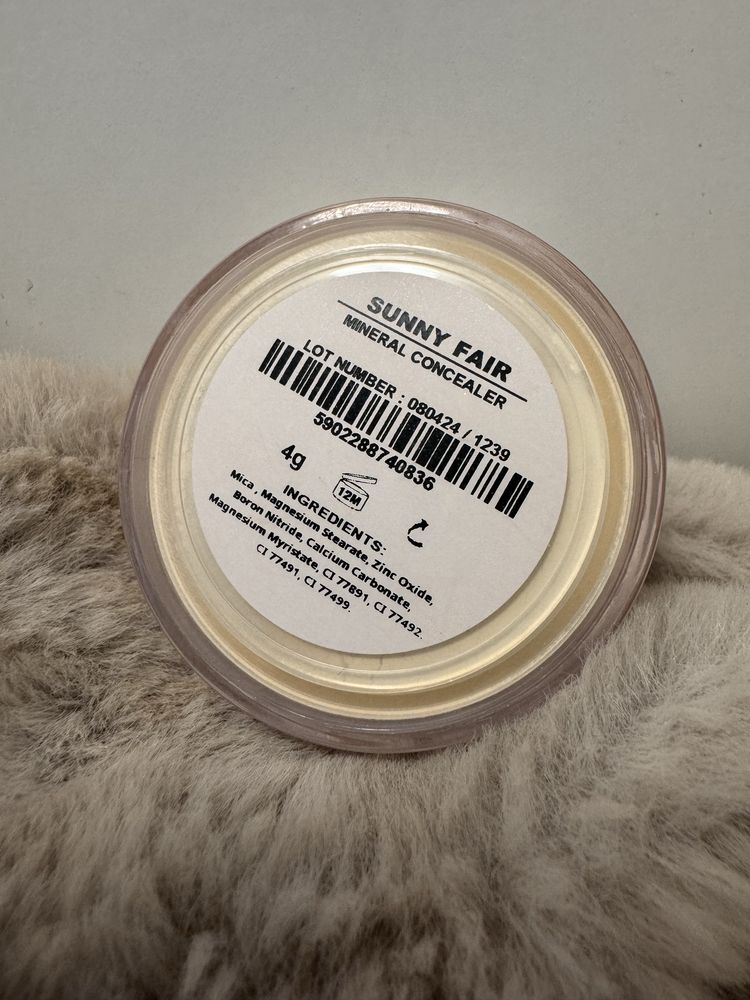 SUNNY FAIR
MINERAL CONCEALER
LOT NUMBER : 080424 / 1239
5902288740836
4g
12M
INGREDIENTS:
Mica , Magnesium Stearate, Zinc Oxide,
Boron Nitride, Calcium Carbonate,
Magnesium Myristate, CI 77891, CI 77492,
CI 77491, CI 77499.